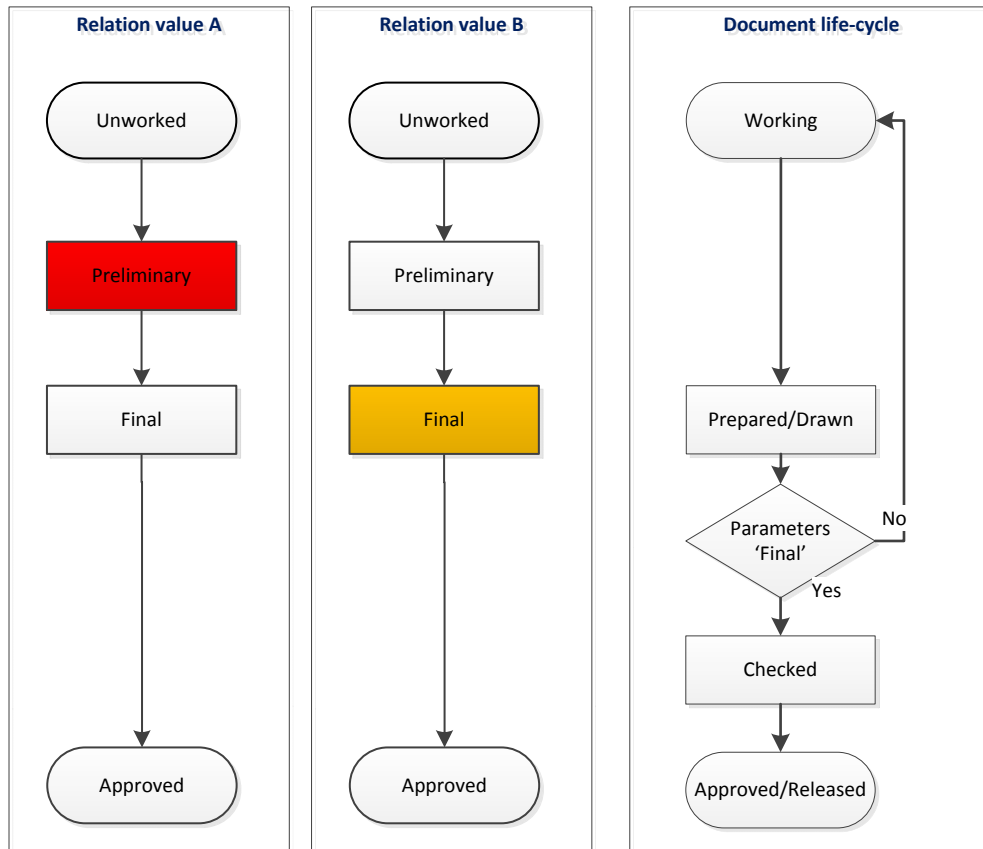 Relation value A
Unworked
Preliminary
Final
Approved
Relation value B
Unworked
Preliminary
Final
Approved
Document life-cycle
Working
Prepared/Drawn
Parameters
‘Final’
No
Yes
Checked
Approved/Released